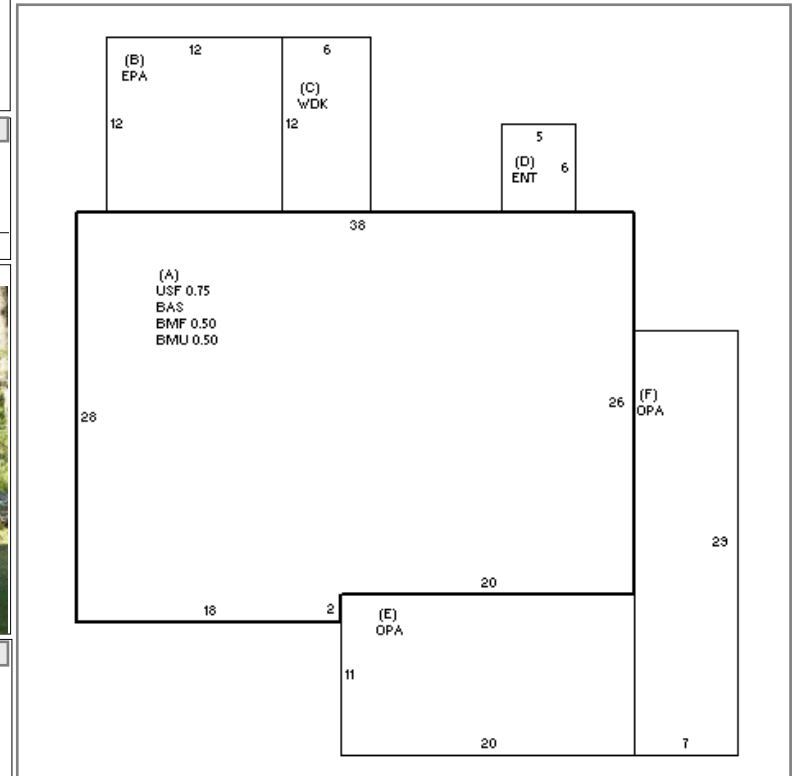 12
(B)
EPA
12
6
(C)
WDK
12
5
(D)
ENT
6
38
(A)
USF 0.75
BAS
BMF 0.50
BMU 0.50
28
26
(F)
OPA
29
20
18
2
(E)
OPA
11
20
7